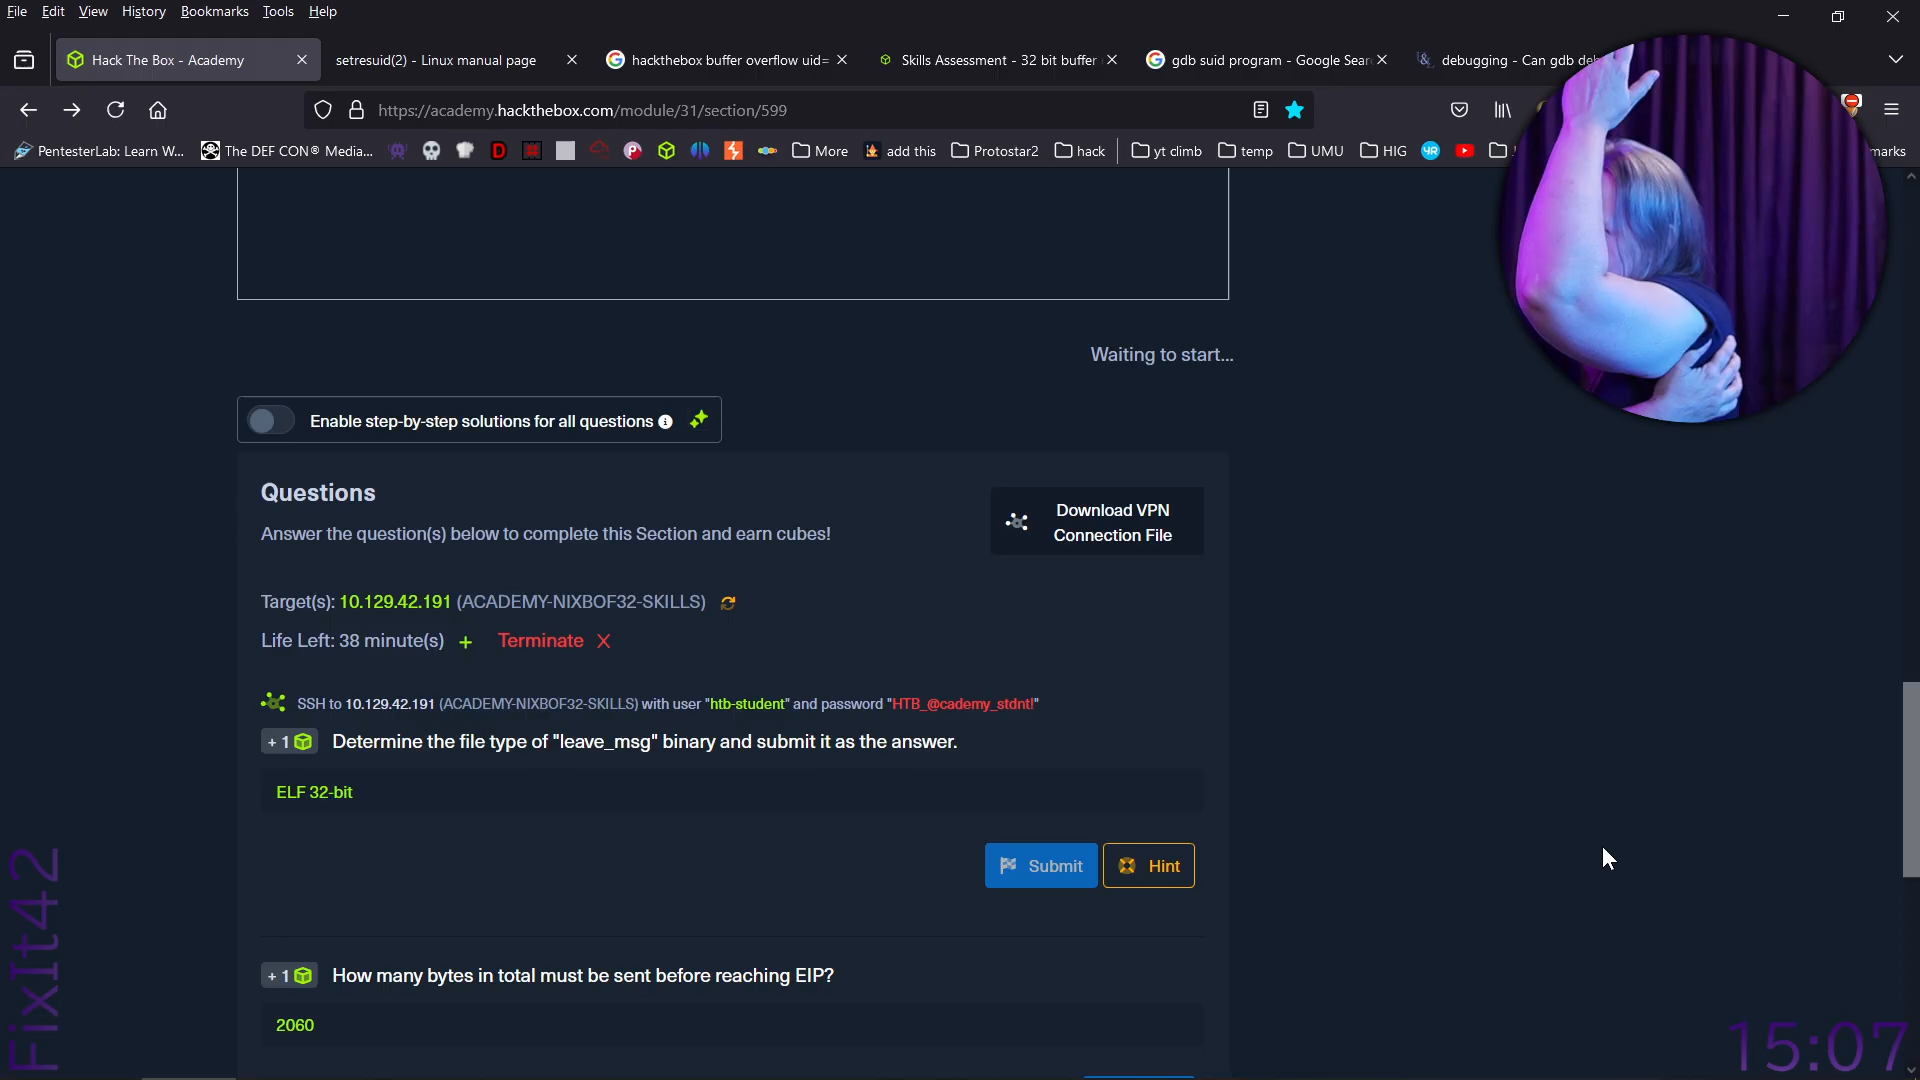 File Edit View History Bookmarks Tools Help
Hack The Box - Academy
setresuid(2) - Linux manual page
hackthebox buffer overflow uid=
Skills Assessment - 32 bit buffer
gdb suid program - Google Sear
debugging - Can gdb de
https://academy.hackthebox.com/module/31/section/599
PentesterLab: Learn W... The DEF CON® Media... More add this Protostar2 hack yt climb temp UMU HIG marks
Waiting to start...
Enable step-by-step solutions for all questions
Questions
Answer the question(s) below to complete this Section and earn cubes!
Download VPN
Connection File
Target(s): 10.129.42.191 (ACADEMY-NIXBOF32-SKILLS)
Life Left: 38 minute(s) + Terminate X
SSH to 10.129.42.191 (ACADEMY-NIXBOF32-SKILLS) with user "htb-student" and password "HTB_@cademy_stdnt!"
+ 1 Determine the file type of "leave_msg" binary and submit it as the answer.
ELF 32-bit
Submit
Hint
+ 1 How many bytes in total must be sent before reaching EIP?
2060
FixIt42
15:07